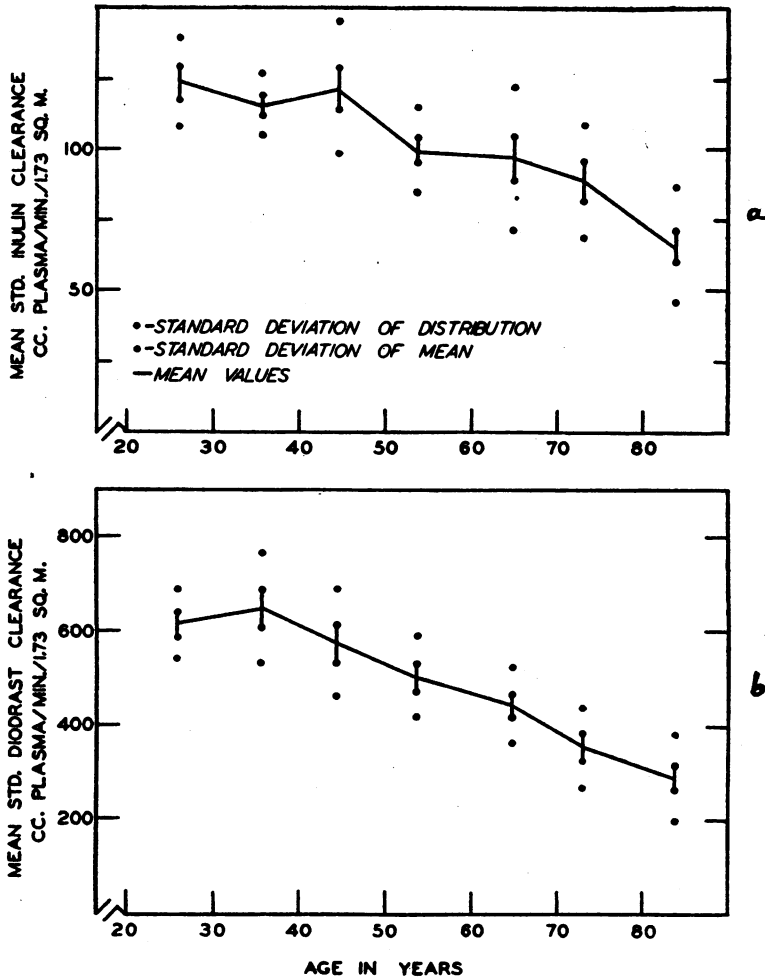 MEAN STD. INULIN CLEARANCE
CC. PLASMA/MIN./1.73 SQ. M.
100
50
•-STANDARD DEVIATION OF DISTRIBUTION
•-STANDARD DEVIATION OF MEAN
—MEAN VALUES
20 30 40 50 60 70 80
a
MEAN STD. DIODRAST CLEARANCE
CC. PLASMA/MIN./1.73 SQ. M.
800
600
400
200
20 30 40 50 60 70 80
b
AGE IN YEARS